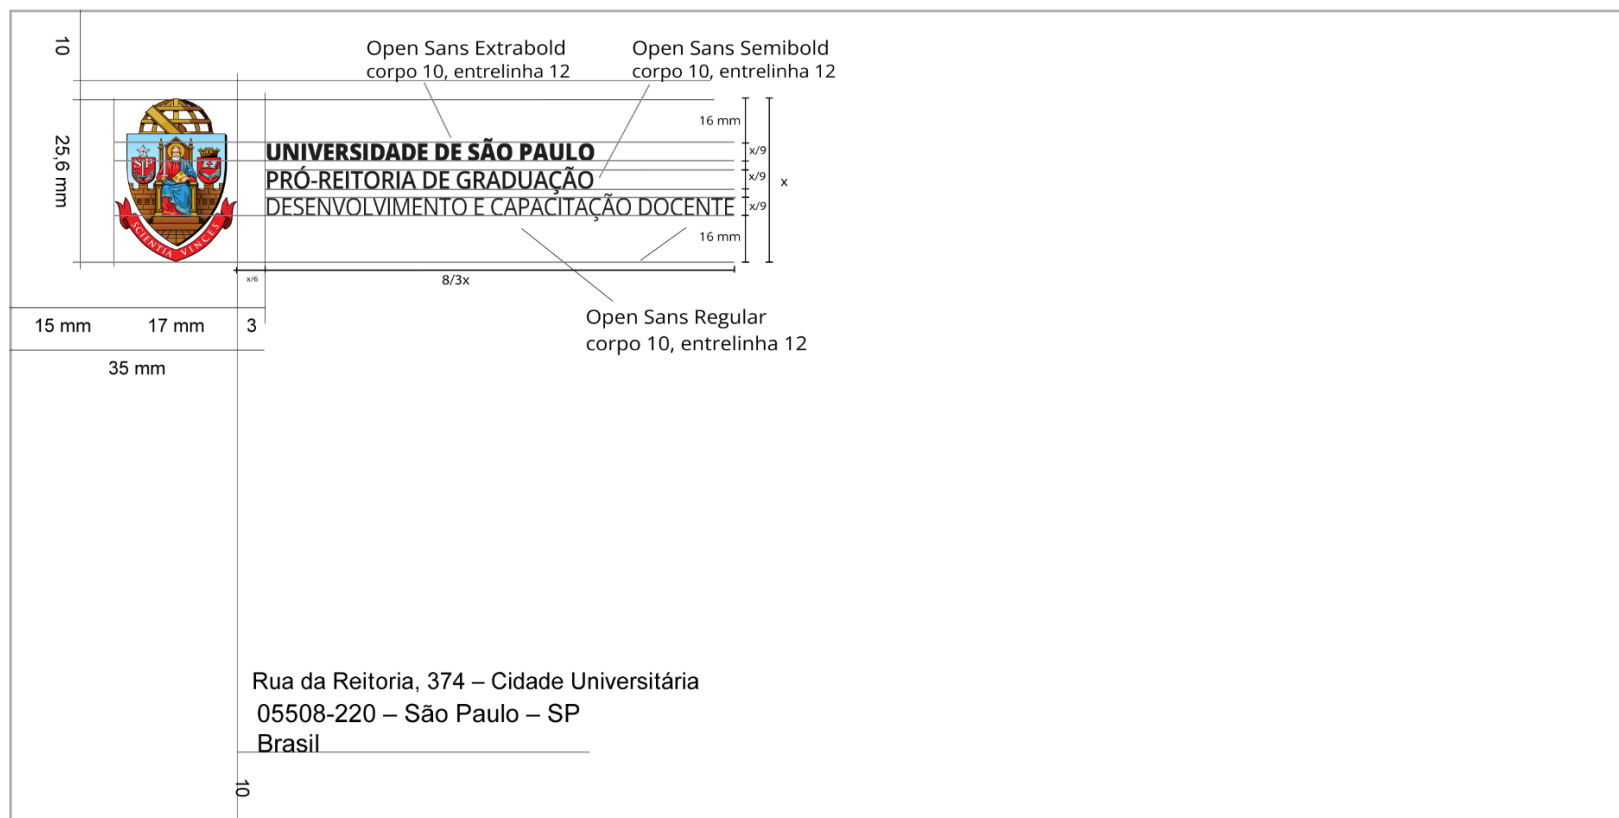 10
Open Sans Extrabold
corpo 10, entrelinha 12
Open Sans Semibold
corpo 10, entrelinha 12
25,6 mm
SP
SCIENTIA VINCES
UNIVERSIDADE DE SÃO PAULO
PRÓ-REITORIA DE GRADUAÇÃO
DESENVOLVIMENTO E CAPACITAÇÃO DOCENTE
16 mm
x/9
x/9
x/9
x
16 mm
x/6
8/3x
15 mm
17 mm
3
35 mm
Open Sans Regular
corpo 10, entrelinha 12
Rua da Reitoria, 374 – Cidade Universitária
05508-220 – São Paulo – SP
Brasil
10